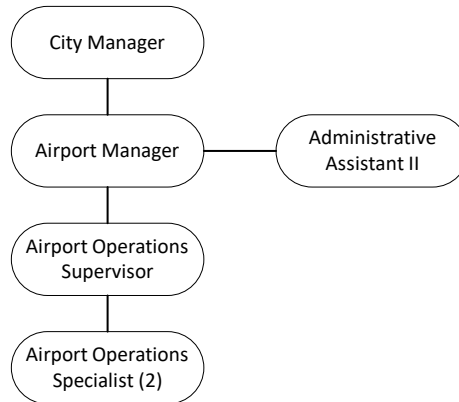 City Manager
Airport Manager
Administrative
Assistant II
Airport Operations
Supervisor
Airport Operations
Specialist (2)